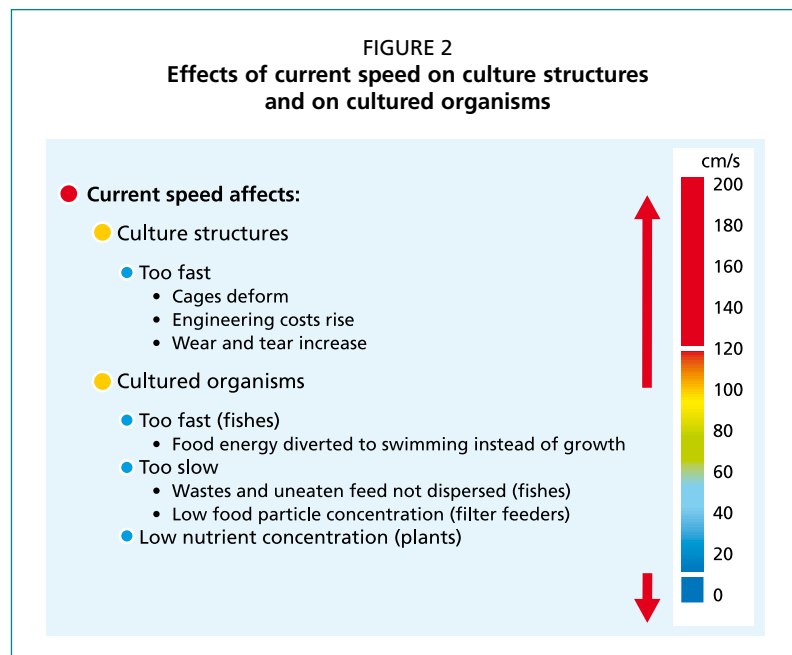 FIGURE 2
Effects of current speed on culture structures
and on cultured organisms
Current speed affects:
Culture structures
Too fast
• Cages deform
• Engineering costs rise
• Wear and tear increase
Cultured organisms
Too fast (fishes)
• Food energy diverted to swimming instead of growth
Too slow
• Wastes and uneaten feed not dispersed (fishes)
• Low food particle concentration (filter feeders)
Low nutrient concentration (plants)
cm/s
200
180
160
140
120
100
80
60
40
20
0